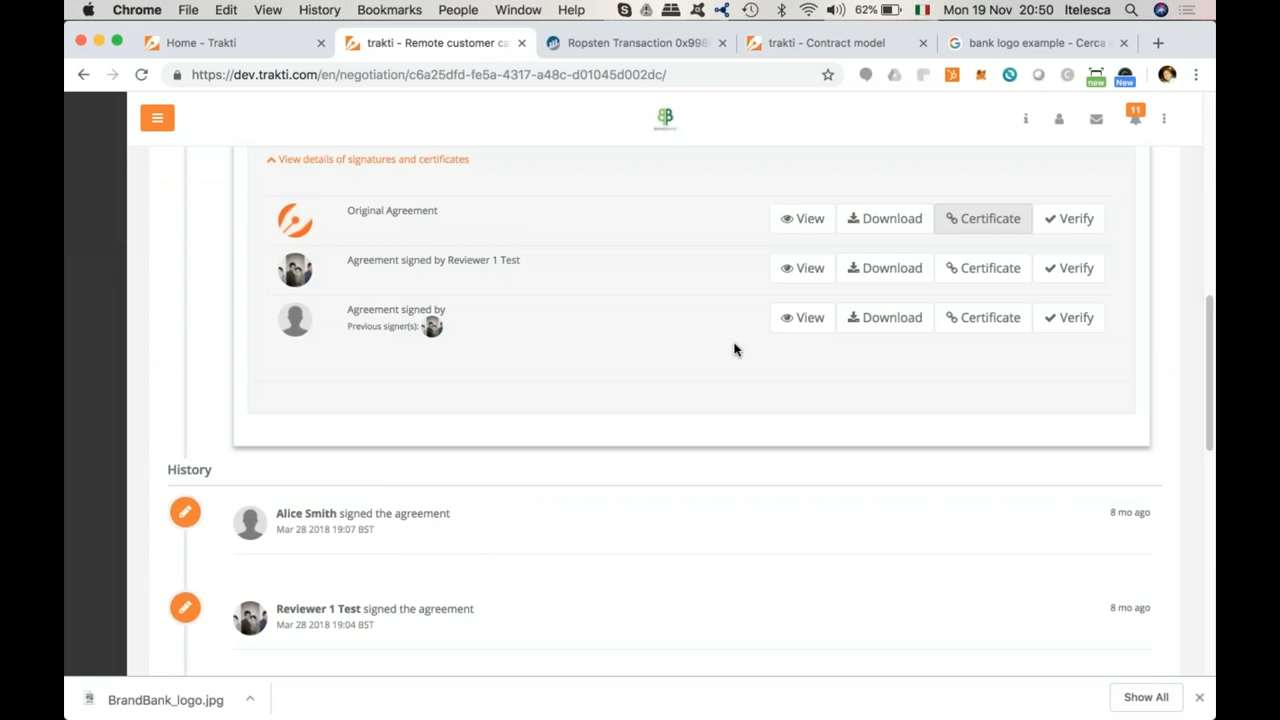 Chrome File Edit View History Bookmarks People Window Help 62% Mon 19 Nov 20:50 Itelesca
Home - Trakti trakti - Remote customer ca Ropsten Transaction 0x998 trakti - Contract model bank logo example - Cerca
https://dev.trakti.com/en/negotiation/c6a25dfd-fe5a-4317-a48c-d01045d002dc/
new New
11
View details of signatures and certificates
Original Agreement View Download Certificate Verify
Agreement signed by Reviewer 1 Test View Download Certificate Verify
Agreement signed by View Download Certificate Verify
Previous signer(s):
History
Alice Smith signed the agreement 8 mo ago
Mar 28 2018 19:07 BST
Reviewer 1 Test signed the agreement 8 mo ago
Mar 28 2018 19:04 BST
BrandBank_logo.jpg Show All